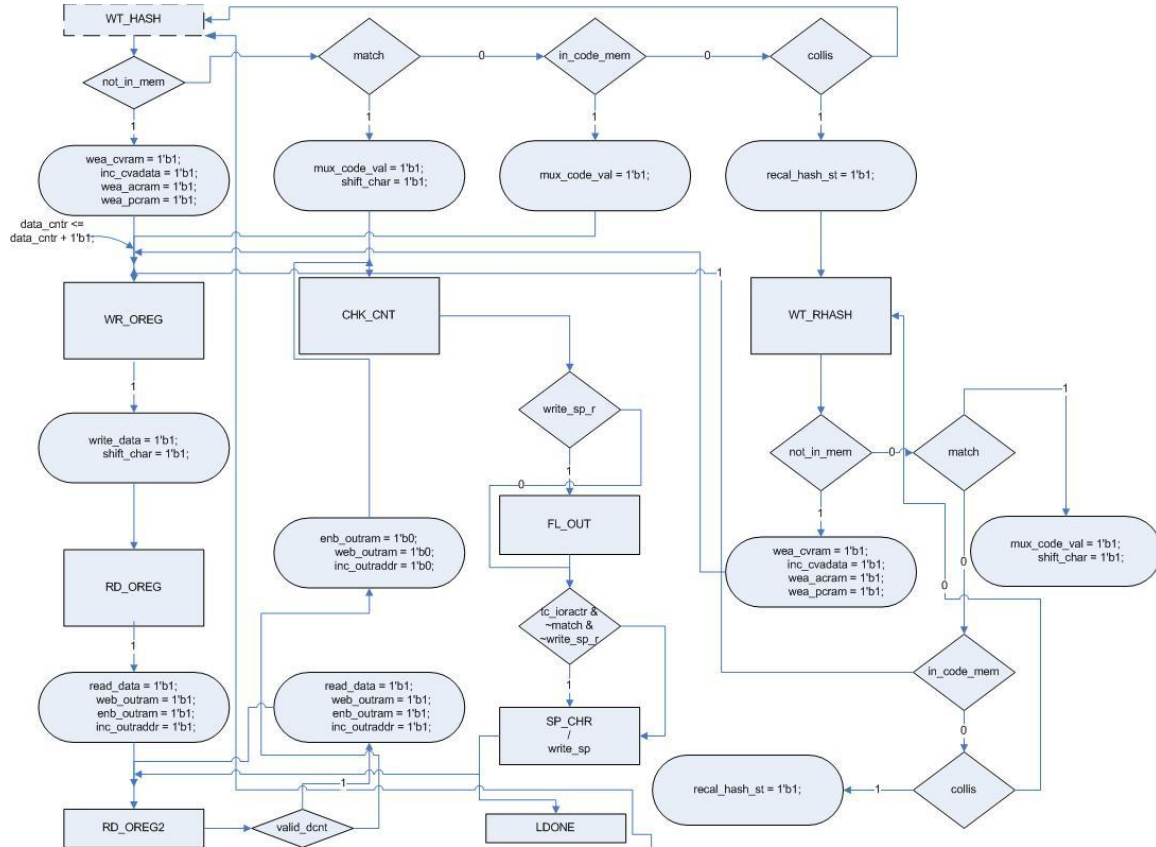 WT_HASH
not_in_mem
match
0
in_code_mem
0
collis
1
1
1
1
wea_cvram = 1'b1;
inc_cvadata = 1'b1;
wea_acram = 1'b1;
wea_pcram = 1'b1;
mux_code_val = 1'b1;
shift_char = 1'b1;
mux_code_val = 1'b1;
recal_hash_st = 1'b1;
data_cntr <=
data_cntr + 1'b1;
1
WR_OREG
CHK_CNT
WT_RHASH
1
write_sp_r
1
write_data = 1'b1;
shift_char = 1'b1;
not_in_mem
0
match
1
0
FL_OUT
1
enb_outram = 1'b0;
web_outram = 1'b0;
inc_outraddr = 1'b0;
wea_cvram = 1'b1;
inc_cvadata = 1'b1;
wea_acram = 1'b1;
wea_pcram = 1'b1;
mux_code_val = 1'b1;
shift_char = 1'b1;
0
0
RD_OREG
tc_ioractr &
~match &
~write_sp_r
1
in_code_mem
1
read_data = 1'b1;
web_outram = 1'b1;
enb_outram = 1'b1;
inc_outraddr = 1'b1;
read_data = 1'b1;
web_outram = 1'b1;
enb_outram = 1'b1;
inc_outraddr = 1'b1;
SP_CHR
/
write_sp
0
1
recal_hash_st = 1'b1;
1
collis
RD_OREG2
valid_dcnt
LDONE